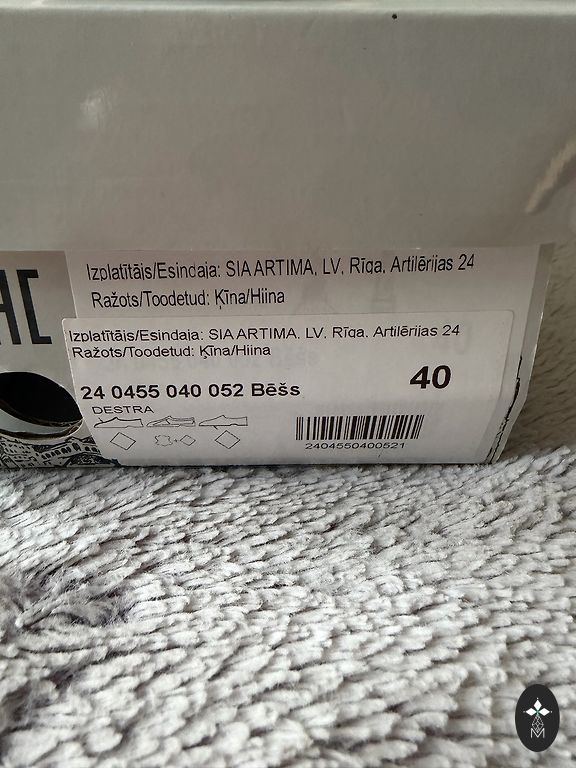 Izplatītājs/Esindaja: SIA ARTIMA, LV, Rīga, Artilērijas 24
Ražots/Toodetud: Ķīna/Hiina
Izplatītājs/Esindaja: SIA ARTIMA, LV, Rīga, Artilērijas 24
Ražots/Toodetud: Ķīna/Hiina
24 0455 040 052 Bēšs
40
DESTRA
2404550400521
M